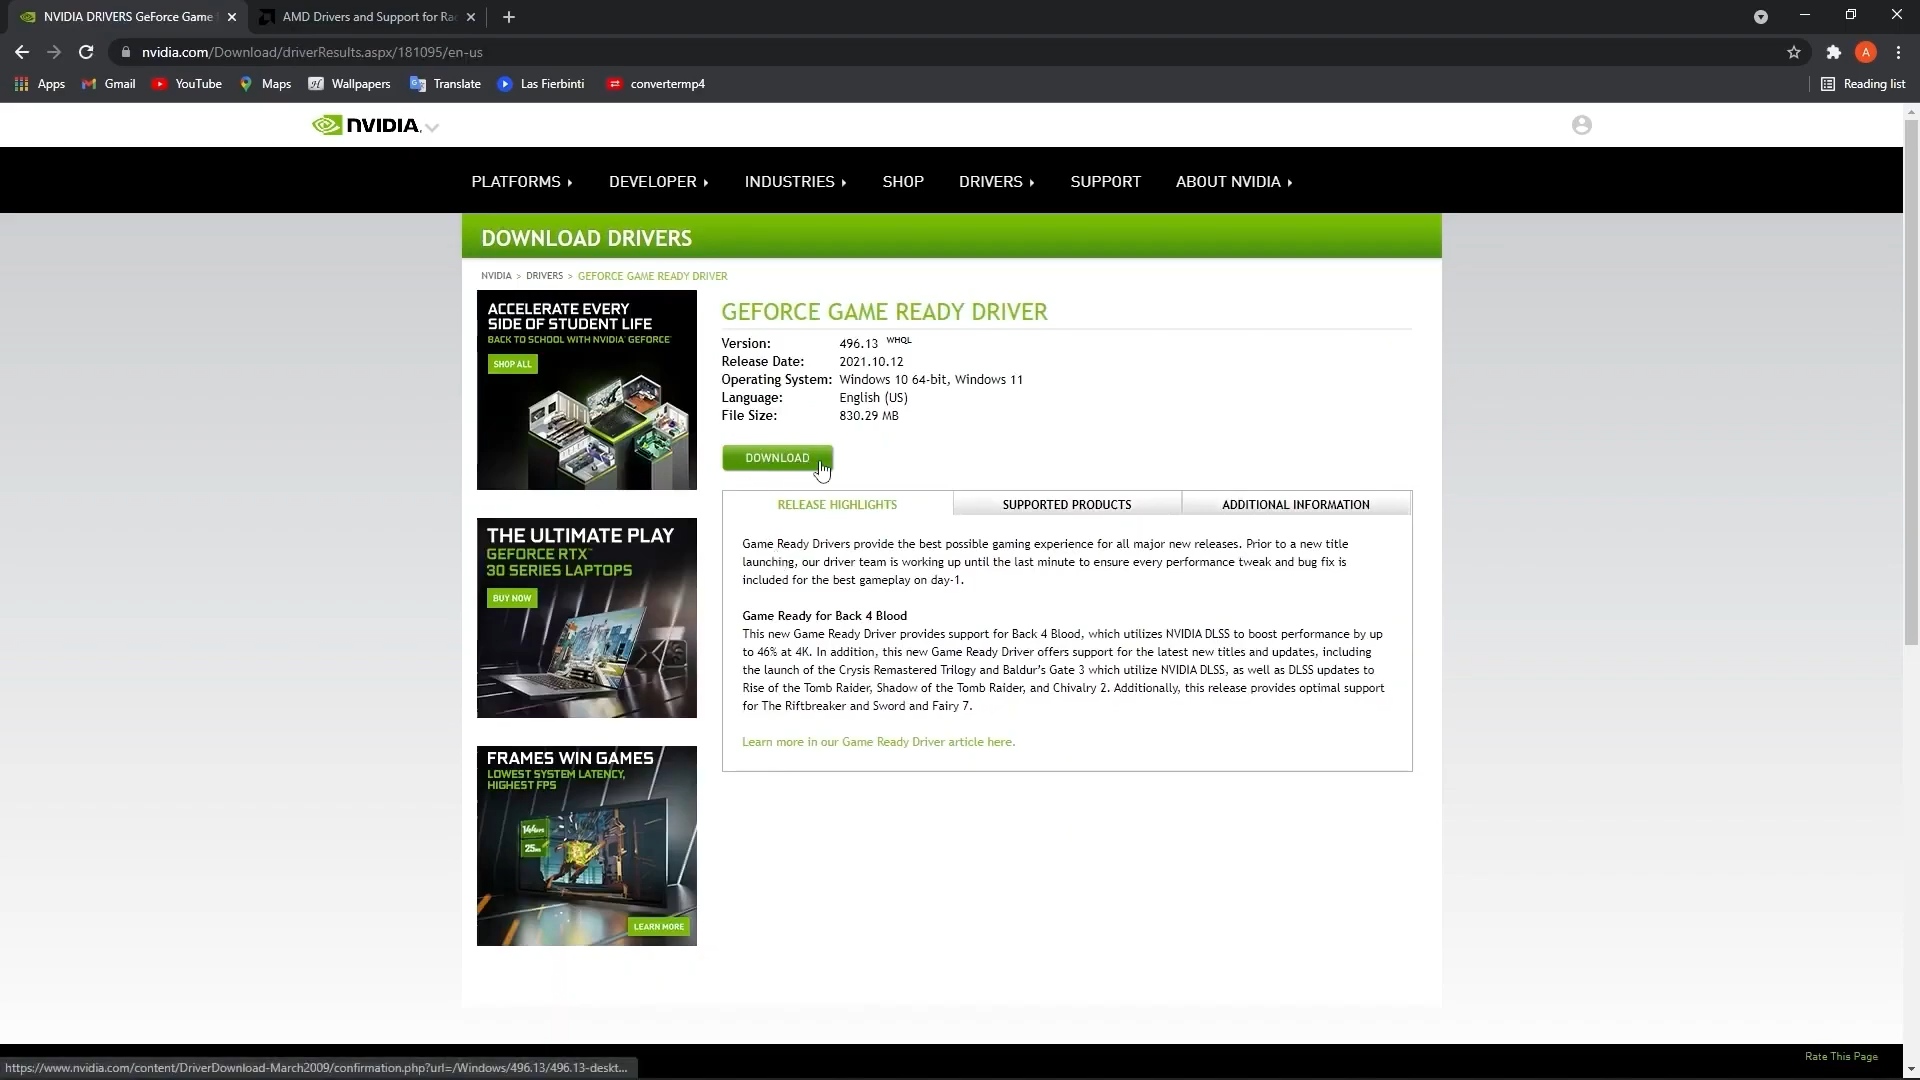 NVIDIA DRIVERS GeForce Game
AMD Drivers and Support for Rad
nvidia.com/Download/driverResults.aspx/181095/en-us
A
Apps
Gmail
YouTube
Maps
Wallpapers
Translate
Las Fierbinti
convertermp4
Reading list
NVIDIA.
PLATFORMS
DEVELOPER
INDUSTRIES
SHOP
DRIVERS
SUPPORT
ABOUT NVIDIA
DOWNLOAD DRIVERS
NVIDIA > DRIVERS > GEFORCE GAME READY DRIVER
ACCELERATE EVERY
SIDE OF STUDENT LIFE
BACK TO SCHOOL WITH NVIDIA GEFORCE
SHOP ALL
THE ULTIMATE PLAY
GEFORCE RTX™
30 SERIES LAPTOPS
BUY NOW
FRAMES WIN GAMES
LOWEST SYSTEM LATENCY,
HIGHEST FPS
LEARN MORE
GEFORCE GAME READY DRIVER
Version: 496.13 WHQL
Release Date: 2021.10.12
Operating System: Windows 10 64-bit, Windows 11
Language: English (US)
File Size: 830.29 MB
DOWNLOAD
RELEASE HIGHLIGHTS
SUPPORTED PRODUCTS
ADDITIONAL INFORMATION
Game Ready Drivers provide the best possible gaming experience for all major new releases. Prior to a new title
launching, our driver team is working up until the last minute to ensure every performance tweak and bug fix is
included for the best gameplay on day-1.
Game Ready for Back 4 Blood
This new Game Ready Driver provides support for Back 4 Blood, which utilizes NVIDIA DLSS to boost performance by up
to 46% at 4K. In addition, this new Game Ready Driver offers support for the latest new titles and updates, including
the launch of the Crysis Remastered Trilogy and Baldur's Gate 3 which utilize NVIDIA DLSS, as well as DLSS updates to
Rise of the Tomb Raider, Shadow of the Tomb Raider, and Chivalry 2. Additionally, this release provides optimal support
for The Riftbreaker and Sword and Fairy 7.
Learn more in our Game Ready Driver article here.
Rate This Page
https://www.nvidia.com/content/DriverDownload-March2009/confirmation.php?url=/Windows/496.13/496.13-deskt...